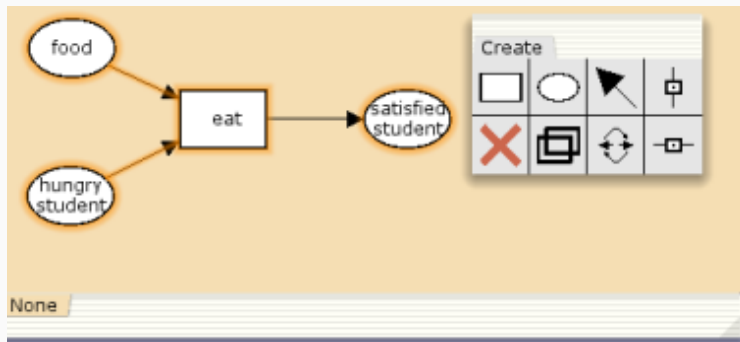 food
Create
eat
satisfied
student
hungry
student
None